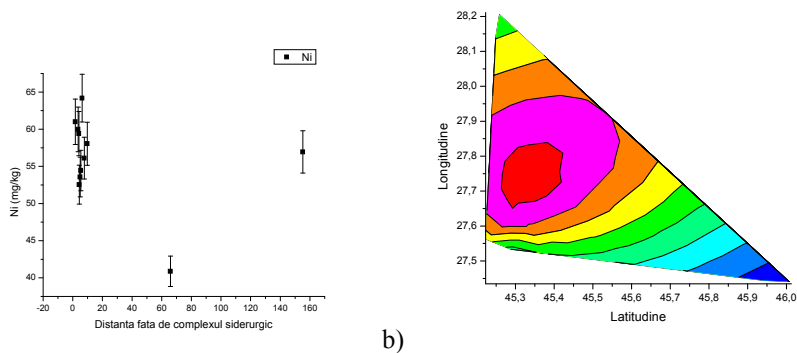 Ni
65
60
55
50
45
40
Ni (mg/kg)
-20 0 20 40 60 80 100 120 140 160
Distanta fata de complexul siderurgic
b)
28,2
28,1
28,0
27,9
27,8
27,7
27,6
27,5
Longitudine
45,3 45,4 45,5 45,6 45,7 45,8 45,9 46,0
Latitudine